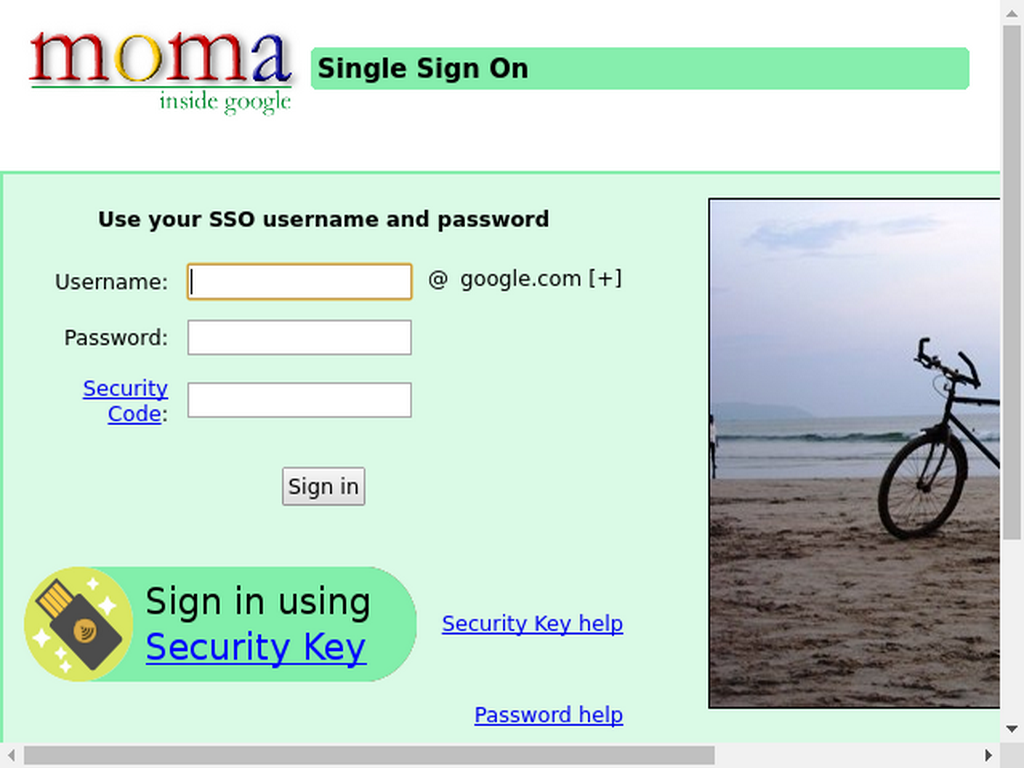 moma
inside google
Single Sign On
Use your SSO username and password
Username:
@ google.com [+]
Password:
Security
Code:
Sign in
Sign in using
Security Key
Security Key help
Password help